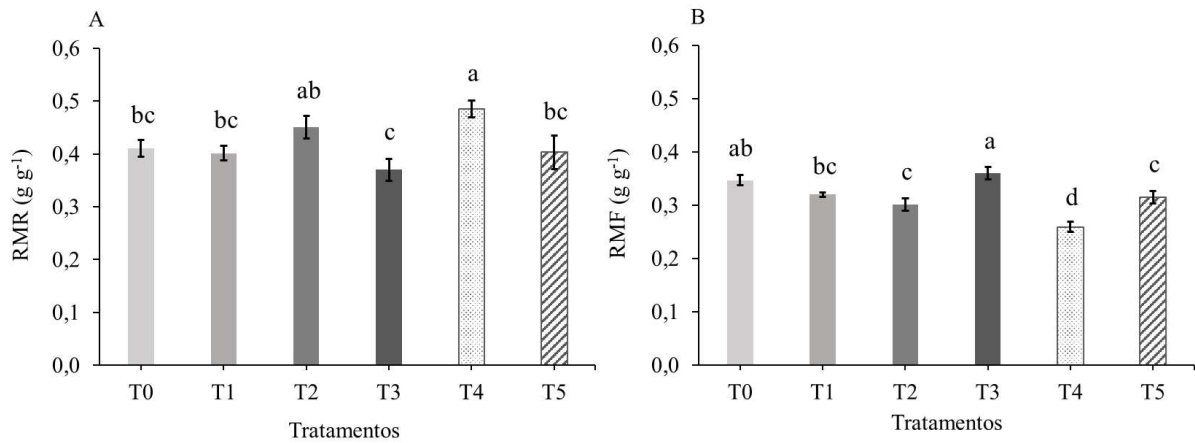 A
RMR (g g-1)
0,6
0,5
0,4
0,3
0,2
0,1
0,0
bc bc ab c a bc
T0 T1 T2 T3 T4 T5
Tratamentos
B
RMF (g g-1)
0,6
0,5
0,4
0,3
0,2
0,1
0,0
ab bc c a d c
T0 T1 T2 T3 T4 T5
Tratamentos